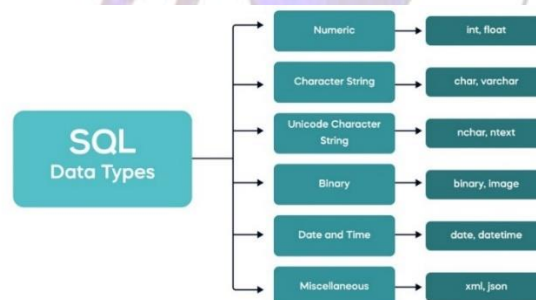 SQL
Data Types
Numeric
int, float
Character String
char, varchar
Unicode Character
String
nchar, ntext
Binary
binary, image
Date and Time
date, datetime
Miscellaneous
xml, json